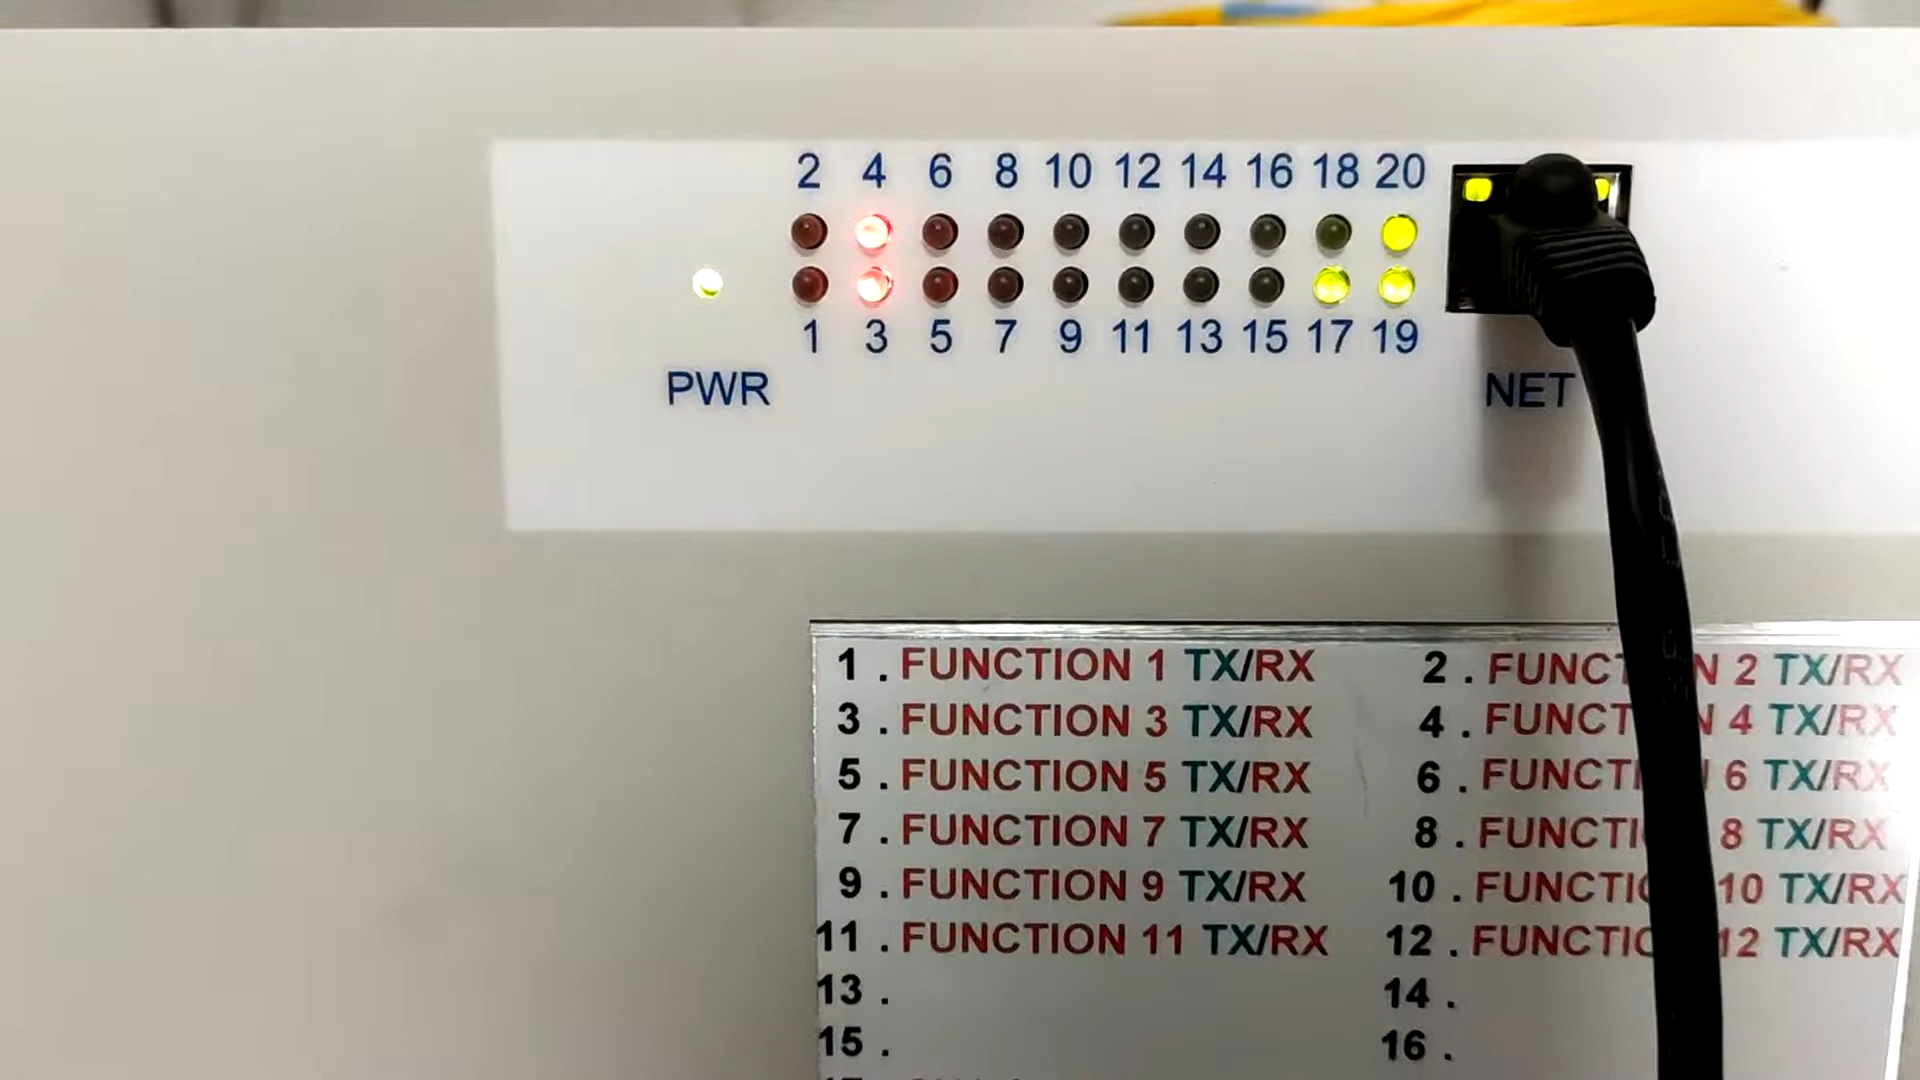 2 4 6 8 10 12 14 16 18 20
1 3 5 7 9 11 13 15 17 19
PWR NET
1 . FUNCTION 1 TX/RX 2 . FUNCT N 2 TX/RX
3 . FUNCTION 3 TX/RX 4 . FUNCT N 4 TX/RX
5 . FUNCTION 5 TX/RX 6 . FUNCT 6 TX/RX
7 . FUNCTION 7 TX/RX 8 . FUNCTI 8 TX/RX
9 . FUNCTION 9 TX/RX 10 . FUNCTIO 10 TX/RX
11 . FUNCTION 11 TX/RX 12 . FUNCTIO 12 TX/RX
13 . 14 .
15 . 16 .